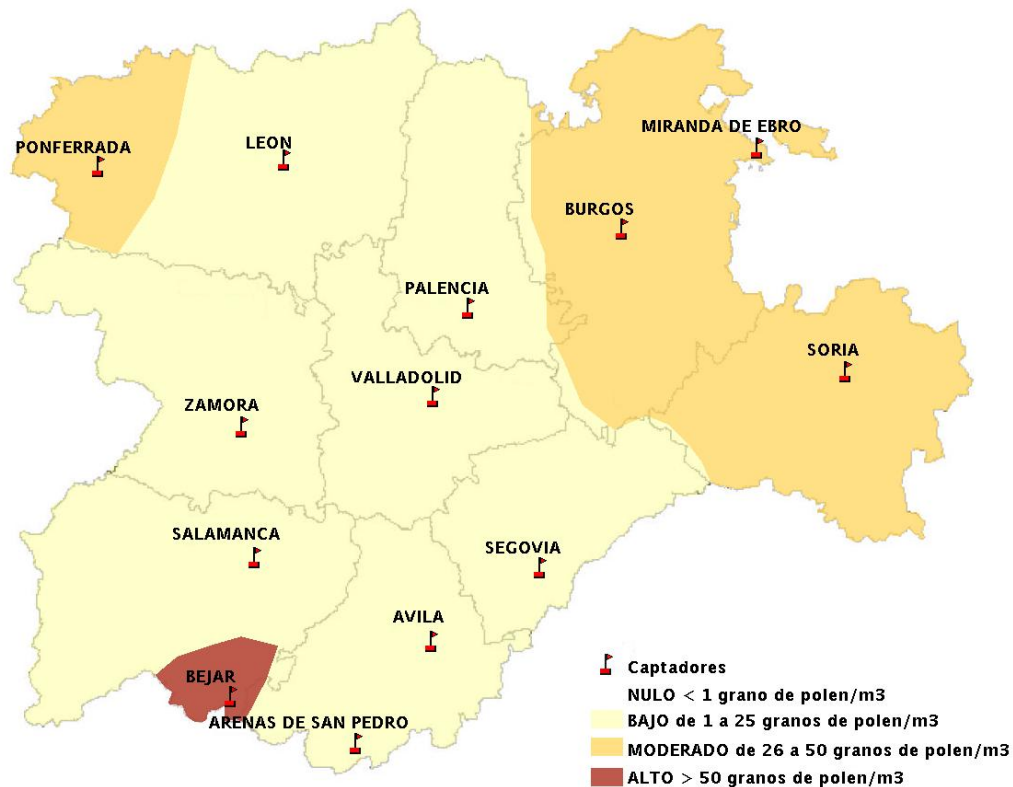 MIRANDA DE EBRO
PONFERRADA
LEON
BURGOS
PALENCIA
SORIA
VALLADOLID
ZAMORA
SALAMANCA
SEGOVIA
AVILA
BEJAR
ARENAS DE SAN PEDRO
Captadores
NULO < 1 grano de polen/m3
BAJO de 1 a 25 granos de polen/m3
MODERADO de 26 a 50 granos de polen/m3
ALTO > 50 granos de polen/m3